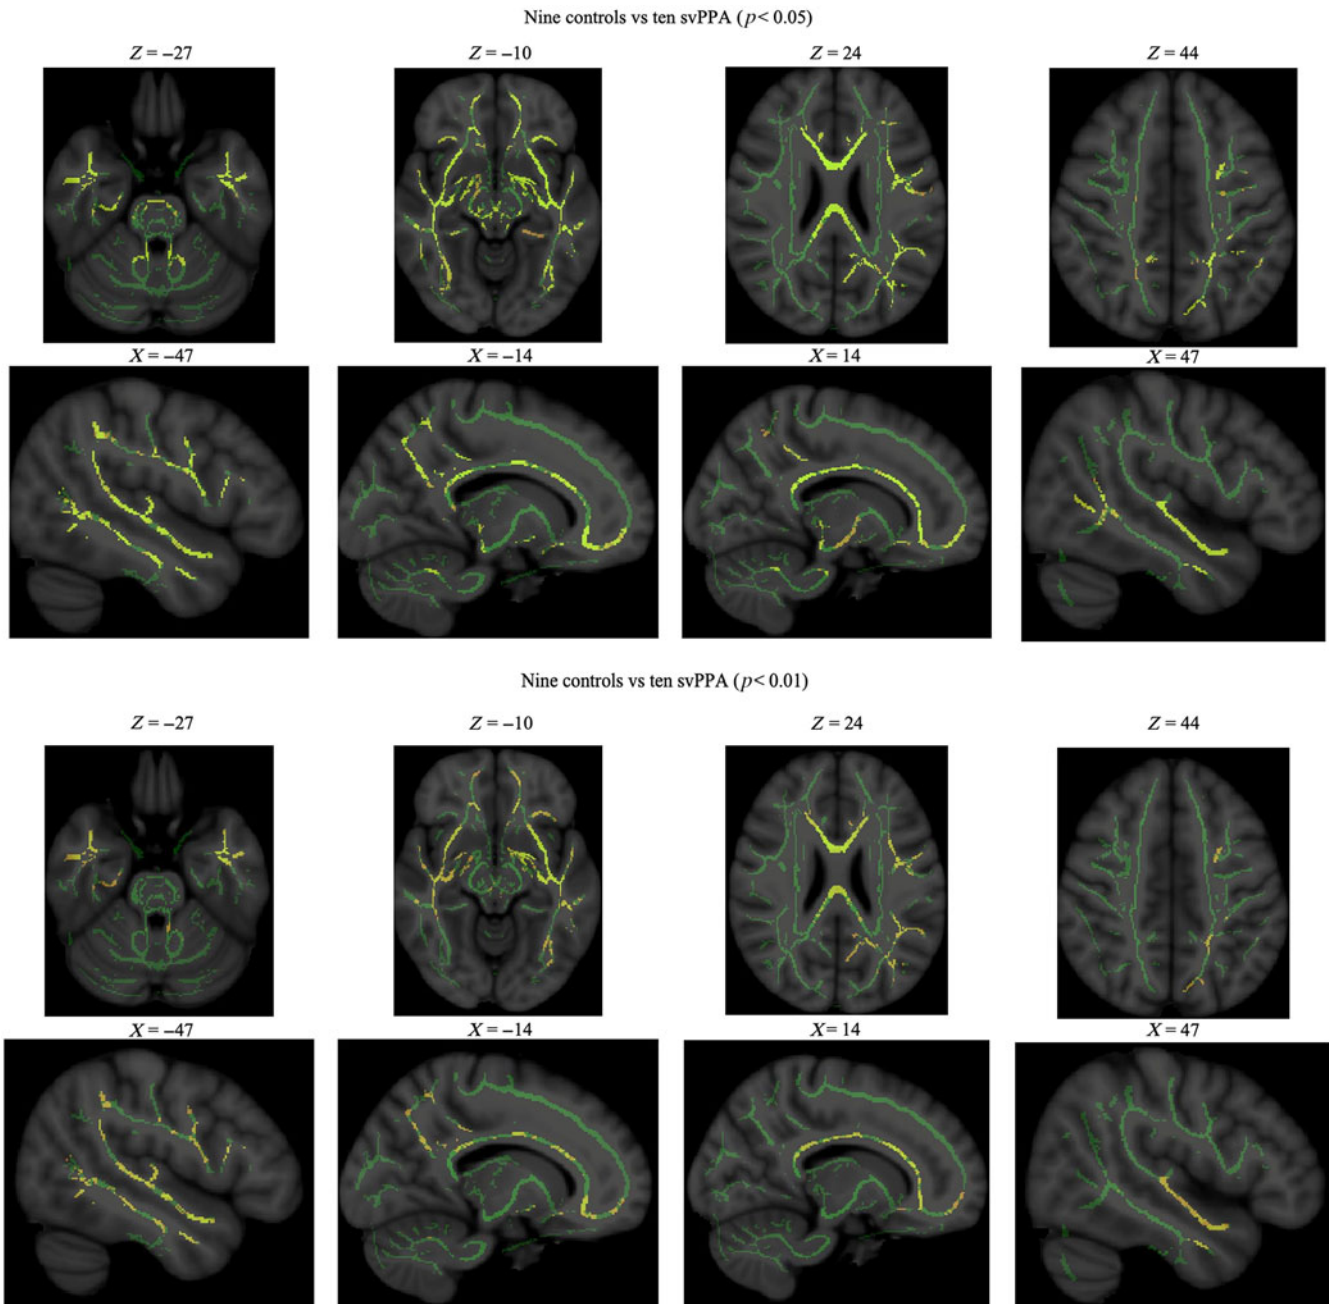 Nine controls vs ten svPPA (p< 0.05)
Z = –27
Z = –10
Z = 24
Z = 44
X = –47
X = –14
X = 14
X = 47
Nine controls vs ten svPPA (p< 0.01)
Z = –27
Z = –10
Z = 24
Z = 44
X = –47
X = –14
X = 14
X = 47